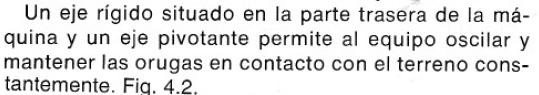 Un eje rígido situado en la parte trasera de la má-
quina y un eje pivotante permite al equipo oscilar y
mantener las orugas en contacto con el terreno cons-
tantemente. Fig. 4.2.